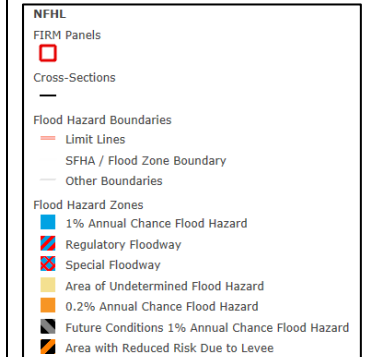 NFHL
FIRM Panels
Cross-Sections
Flood Hazard Boundaries
Limit Lines
SFHA / Flood Zone Boundary
Other Boundaries
Flood Hazard Zones
1% Annual Chance Flood Hazard
Regulatory Floodway
Special Floodway
Area of Undetermined Flood Hazard
0.2% Annual Chance Flood Hazard
Future Conditions 1% Annual Chance Flood Hazard
Area with Reduced Risk Due to Levee